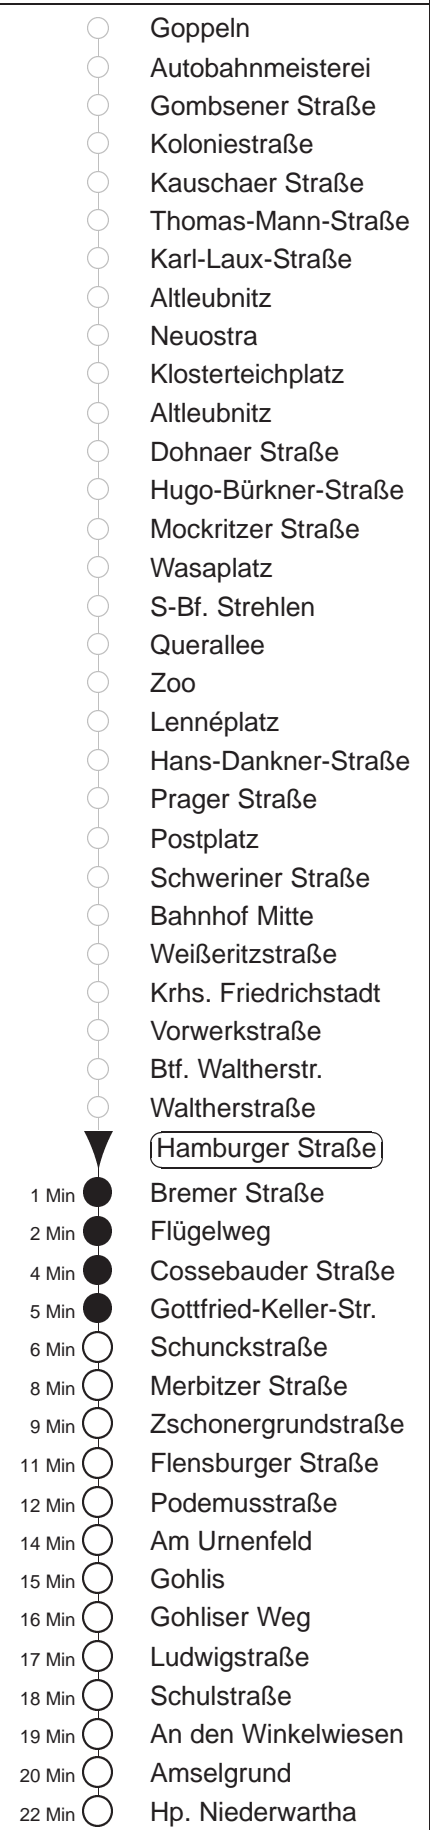 Goppeln
Autobahnmeisterei
Gombsener Straße
Koloniestraße
Kauschaer Straße
Thomas-Mann-Straße
Karl-Laux-Straße
Altleubnitz
Neuostra
Klosterteichplatz
Altleubnitz
Dohnaer Straße
Hugo-Bürkner-Straße
Mockritzer Straße
Wasaplatz
S-Bf. Strehlen
Querallee
Zoo
Lennéplatz
Hans-Dankner-Straße
Prager Straße
Postplatz
Schweriner Straße
Bahnhof Mitte
Weißeritzstraße
Krhs. Friedrichstadt
Vorwerkstraße
Btf. Waltherstr.
Waltherstraße
Hamburger Straße
1 Min Bremer Straße
2 Min Flügelweg
4 Min Cossebauder Straße
5 Min Gottfried-Keller-Str.
6 Min Schunckstraße
8 Min Merbitzer Straße
9 Min Zschonergrundstraße
11 Min Flensburger Straße
12 Min Podemusstraße
14 Min Am Urnenfeld
15 Min Gohlis
16 Min Gohliser Weg
17 Min Ludwigstraße
18 Min Schulstraße
19 Min An den Winkelwiesen
20 Min Amselgrund
22 Min Hp. Niederwartha